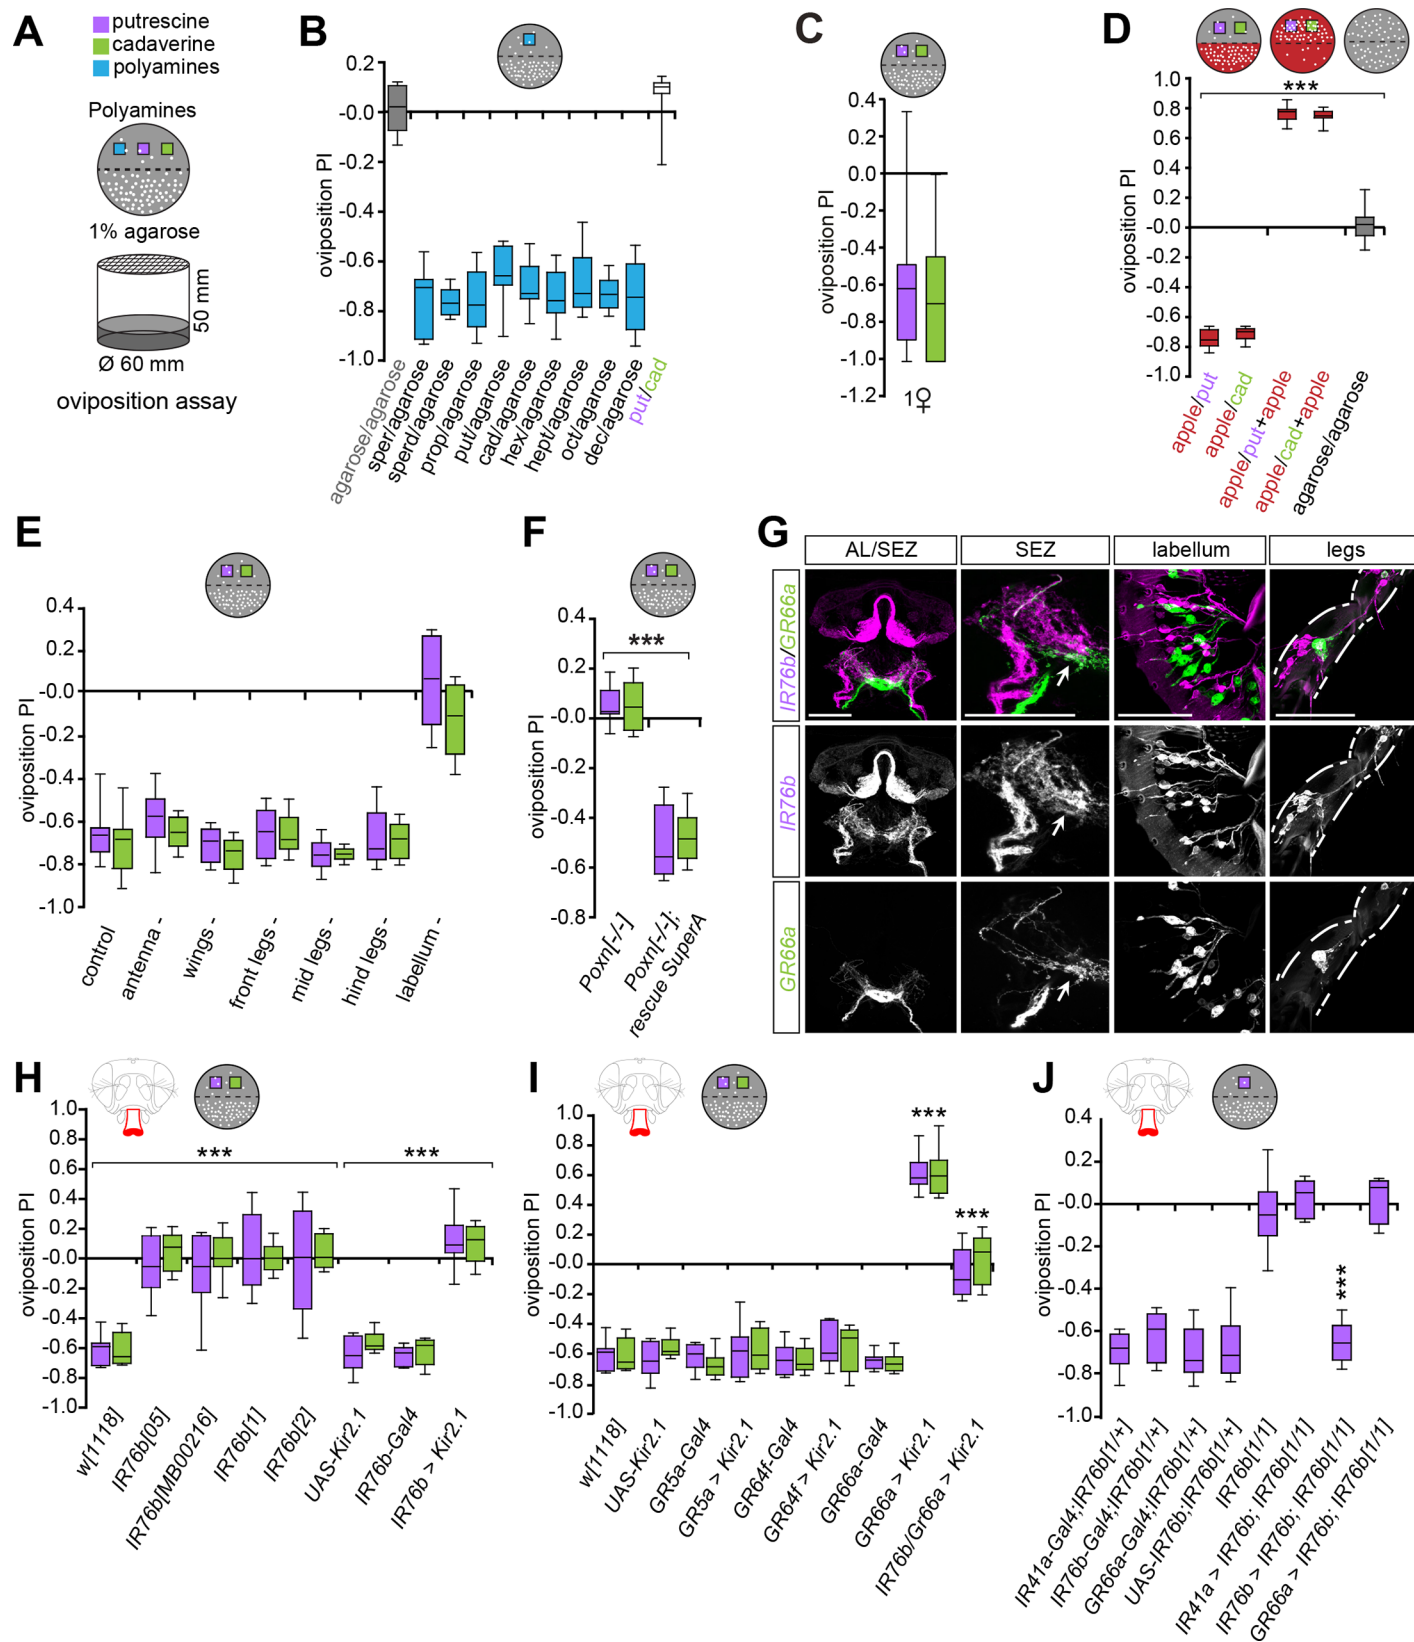 A
putrescine
cadaverine
polyamines
Polyamines
1% agarose
50 mm
Ø 60 mm
oviposition assay
B
oviposition PI
0.2
-0.0
-0.2
-0.4
-0.6
-0.8
-1.0
agarose/agarose
sper/agarose
sperd/agarose
prop/agarose
put/agarose
cad/agarose
hex/agarose
hept/agarose
oct/agarose
dec/agarose
put/cad
C
oviposition PI
0.4
0.2
0.0
-0.2
-0.4
-0.6
-0.8
-1.0
-1.2
1♀
D
oviposition PI
1.0
0.8
0.6
0.4
0.2
-0.0
-0.2
-0.4
-0.6
-0.8
-1.0
***
apple/put
apple/cad
apple/put+apple
apple/cad+apple
agarose/agarose
E
oviposition PI
0.4
0.2
-0.0
-0.2
-0.4
-0.6
-0.8
-1.0
control
antenna -
wings -
front legs -
mid legs -
hind legs -
labellum -
F
oviposition PI
0.4
0.2
-0.0
-0.2
-0.4
-0.6
-0.8
***
Poxn[-/-]
Poxn[-/-];
rescue SuperA
G
AL/SEZ
SEZ
labellum
legs
IR76b/GR66a
IR76b
GR66a
H
oviposition PI
1.0
0.8
0.6
0.4
0.2
-0.0
-0.2
-0.4
-0.6
-0.8
-1.0
***
***
w[1118]
IR76b[05]
IR76b[MB00216]
IR76b[1]
IR76b[2]
UAS-Kir2.1
IR76b-Gal4
IR76b > Kir2.1
I
oviposition PI
1.0
0.8
0.6
0.4
0.2
-0.0
-0.2
-0.4
-0.6
-0.8
-1.0
***
***
w[1118]
UAS-Kir2.1
GR5a-Gal4
GR5a > Kir2.1
GR64f-Gal4
GR64f > Kir2.1
GR66a-Gal4
GR66a > Kir2.1
IR76b/Gr66a > Kir2.1
J
oviposition PI
0.4
0.2
-0.0
-0.2
-0.4
-0.6
-0.8
-1.0
***
IR41a-Gal4;IR76b[1/+]
IR76b-Gal4;IR76b[1/+]
GR66a-Gal4;IR76b[1/+]
UAS-IR76b;IR76b[1/+]
IR76b[1/1]
IR41a > IR76b; IR76b[1/1]
IR76b > IR76b; IR76b[1/1]
GR66a > IR76b; IR76b[1/1]